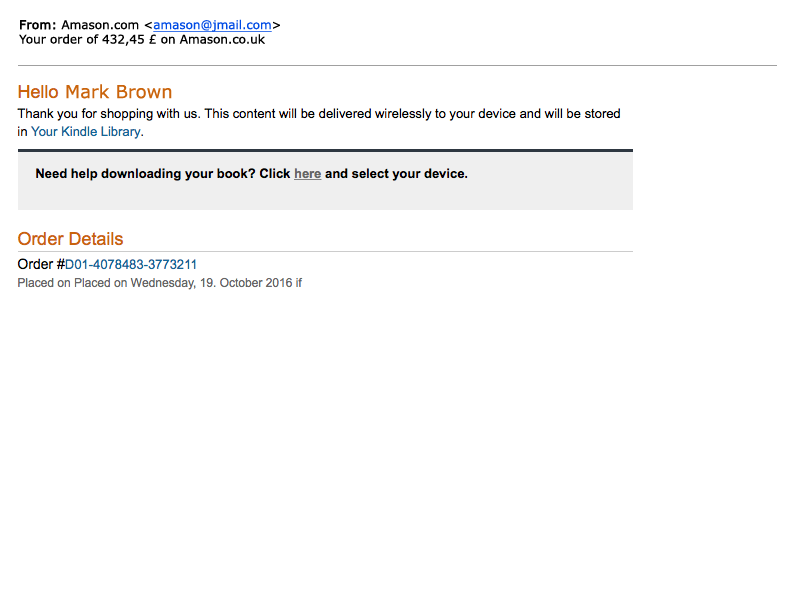 From: Amason.com <amason@jmail.com>
Your order of 432,45 £ on Amason.co.uk
Hello Mark Brown
Thank you for shopping with us. This content will be delivered wirelessly to your device and will be stored
in Your Kindle Library.
Need help downloading your book? Click here and select your device.
Order Details
Order #D01-4078483-3773211
Placed on Placed on Wednesday, 19. October 2016 if